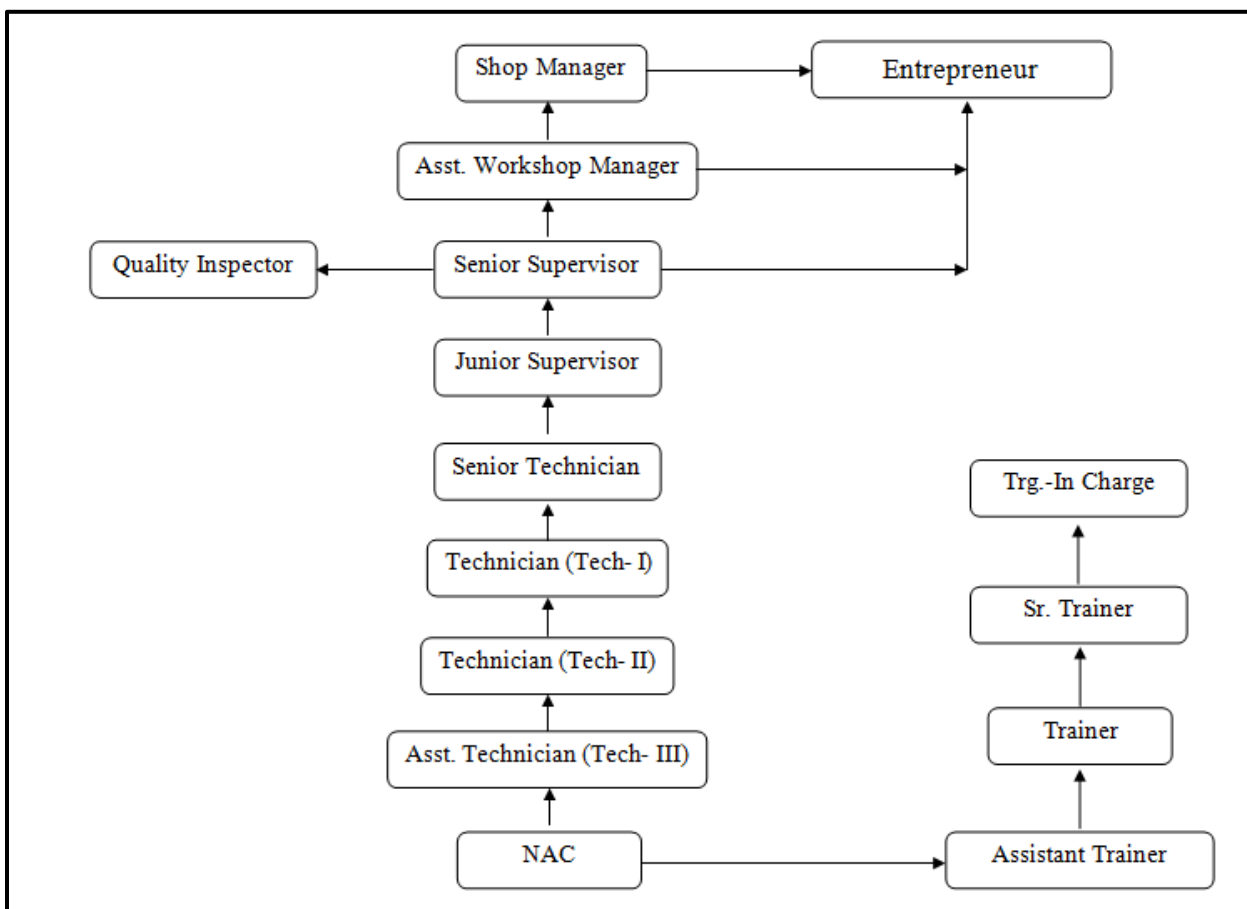 Shop Manager
Entrepreneur
Asst. Workshop Manager
Quality Inspector
Senior Supervisor
Junior Supervisor
Senior Technician
Trg.-In Charge
Technician (Tech- I)
Sr. Trainer
Technician (Tech- II)
Trainer
Asst. Technician (Tech- III)
NAC
Assistant Trainer